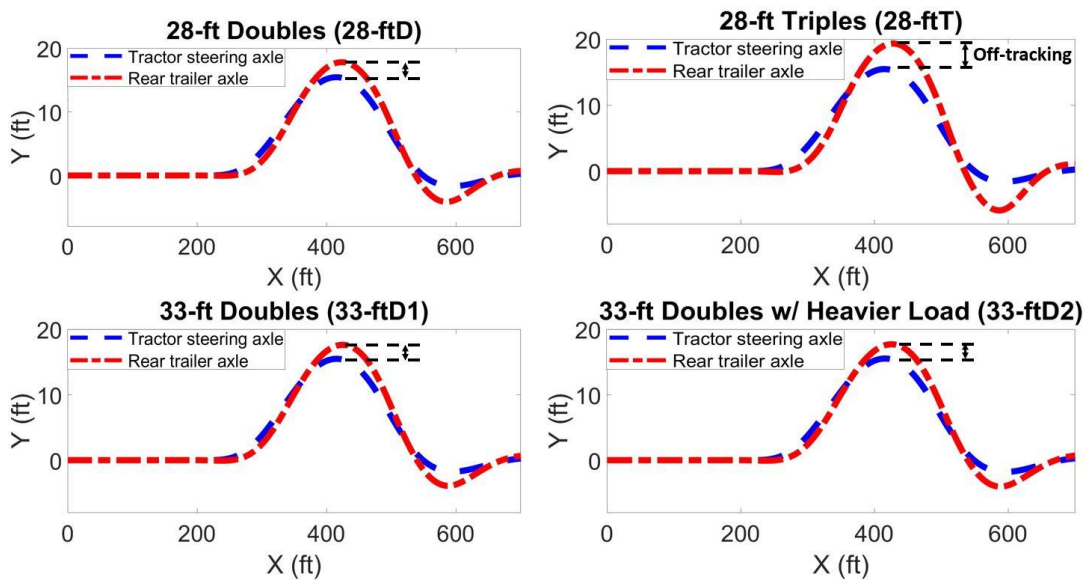 28-ft Doubles (28-ftD)
Tractor steering axle
Rear trailer axle
20
10
0
Y (ft)
0 200 400 600
X (ft)
28-ft Triples (28-ftT)
Tractor steering axle
Rear trailer axle
Off-tracking
20
10
0
Y (ft)
0 200 400 600
X (ft)
33-ft Doubles (33-ftD1)
Tractor steering axle
Rear trailer axle
20
10
0
Y (ft)
0 200 400 600
X (ft)
33-ft Doubles w/ Heavier Load (33-ftD2)
Tractor steering axle
Rear trailer axle
20
10
0
Y (ft)
0 200 400 600
X (ft)